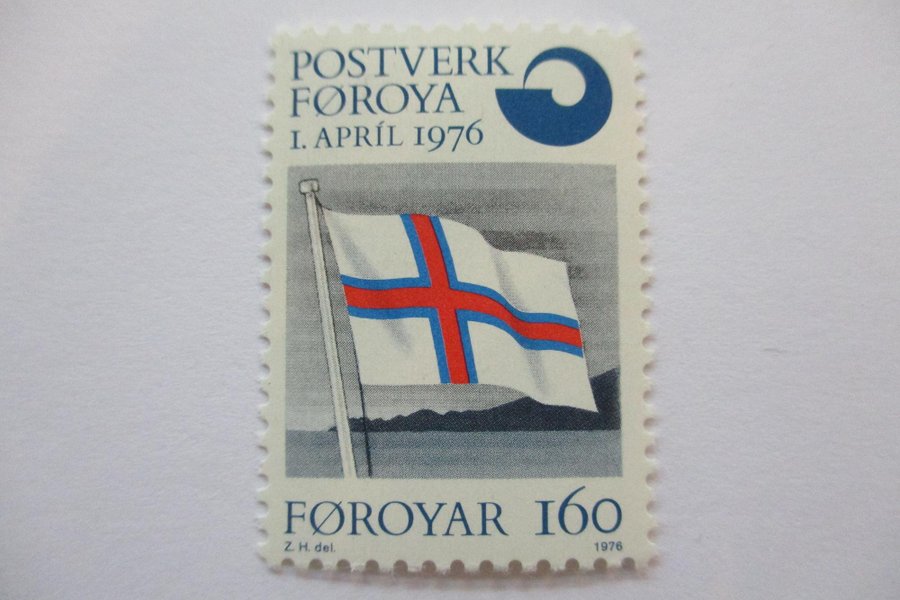 POSTVERK
FØROYA
1. APRÍL 1976
FØROYAR 160
Z. H. del. 1976